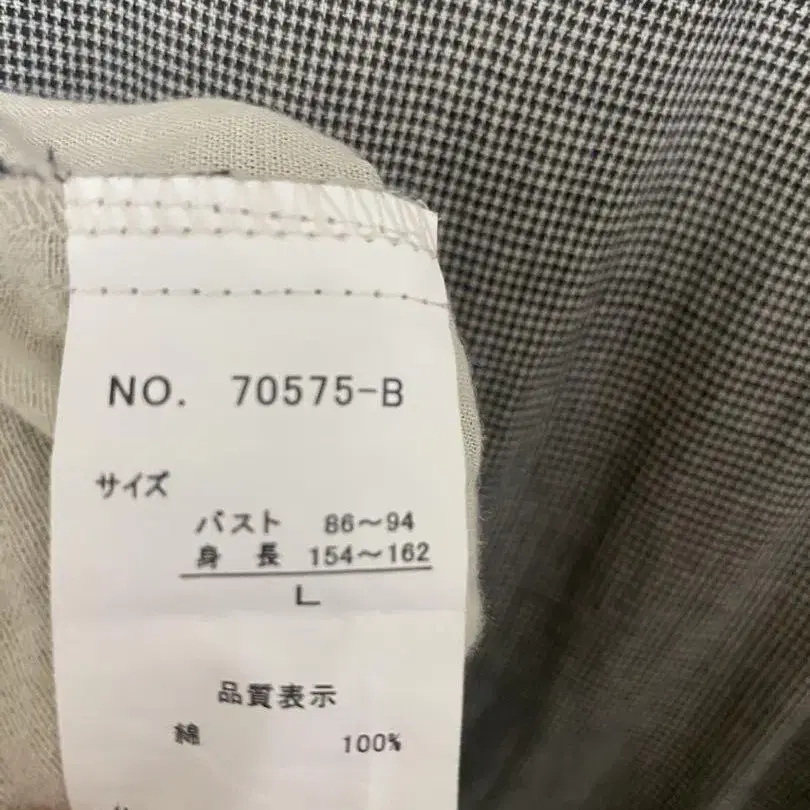 NO. 70575-B
サイズ
バスト 86～94
身 長 154～162
L
品質表示
綿 100%